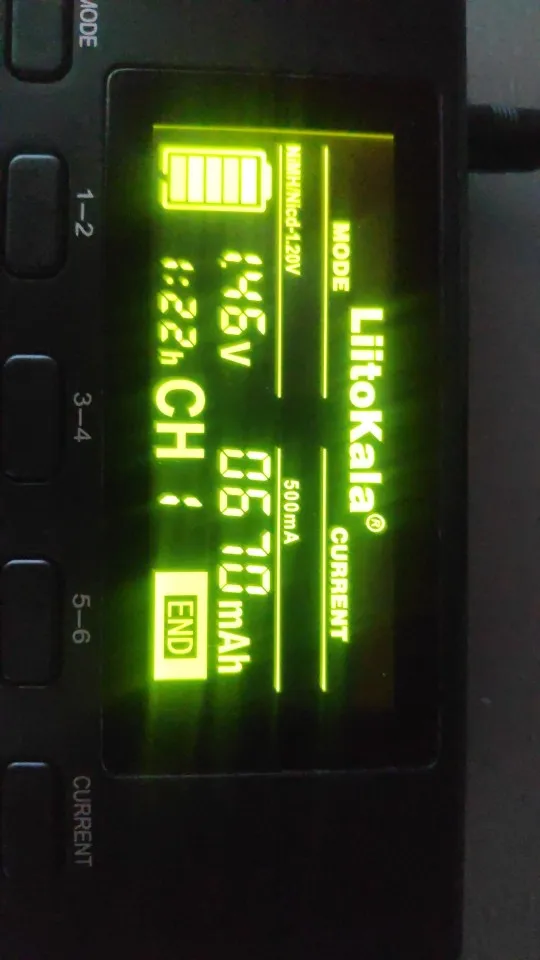 LiitoKala®
MODE CURRENT
NiMH/Nicd-1.20V 500mA
1.46v 0670mAh
1:22h CH 1 END
MODE 1–2 3–4 5–6 CURRENT